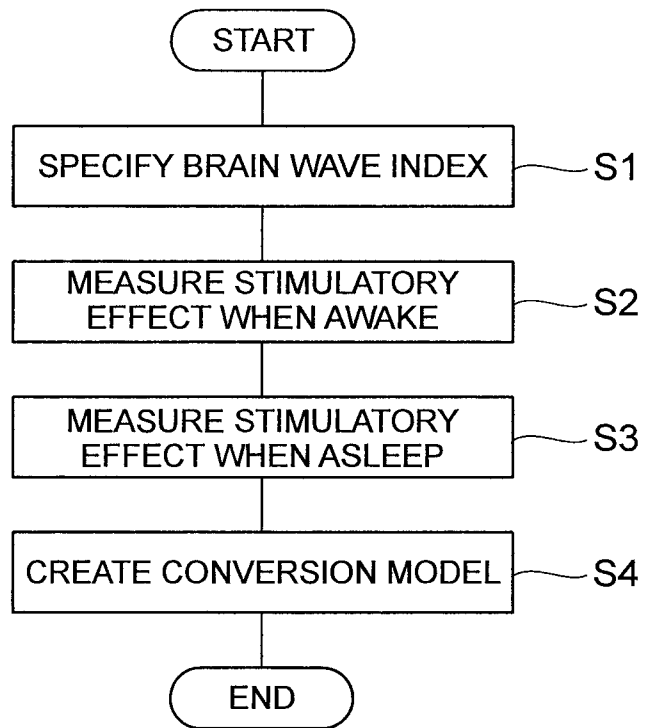 START
SPECIFY BRAIN WAVE INDEX
S1
MEASURE STIMULATORY
EFFECT WHEN AWAKE
S2
MEASURE STIMULATORY
EFFECT WHEN ASLEEP
S3
CREATE CONVERSION MODEL
S4
END